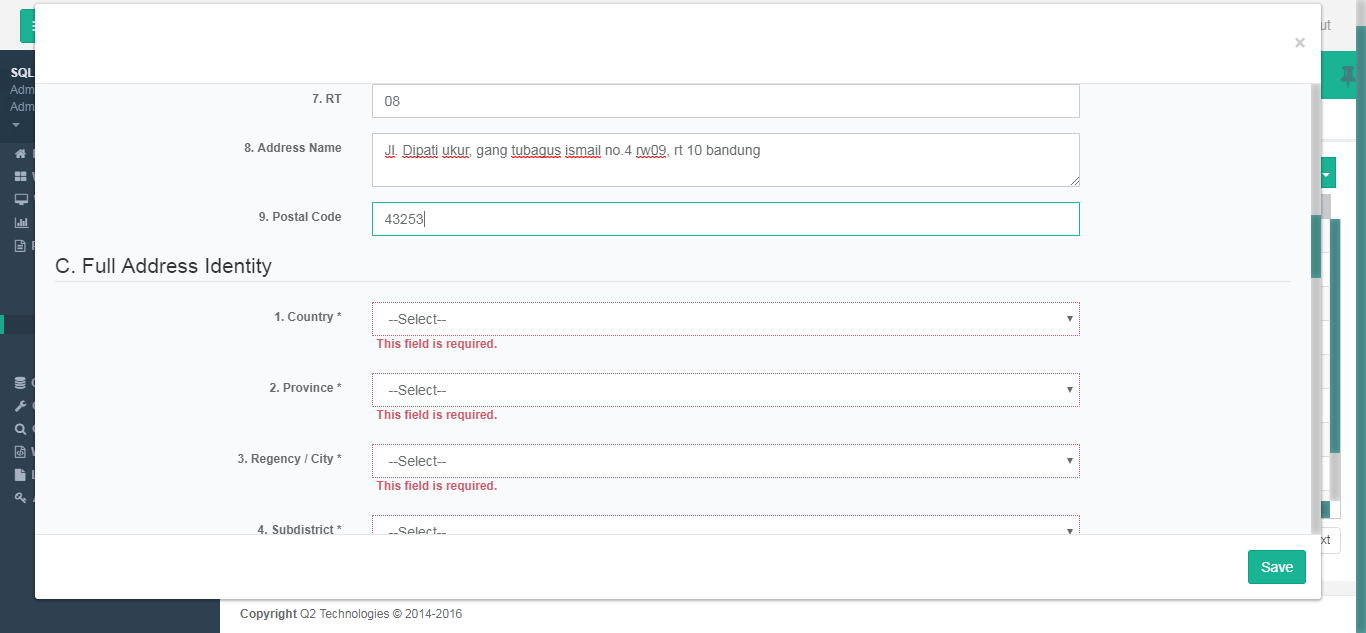 ut
SQL
Adm
Adm
7. RT
08
8. Address Name
Jl. Dipati ukur, gang tubagus ismail no.4 rw09, rt 10 bandung
9. Postal Code
43253
C. Full Address Identity
1. Country *
--Select--
This field is required.
2. Province *
--Select--
This field is required.
3. Regency / City *
--Select--
This field is required.
4. Subdistrict *
--Select--
xt
Save
Copyright Q2 Technologies © 2014-2016